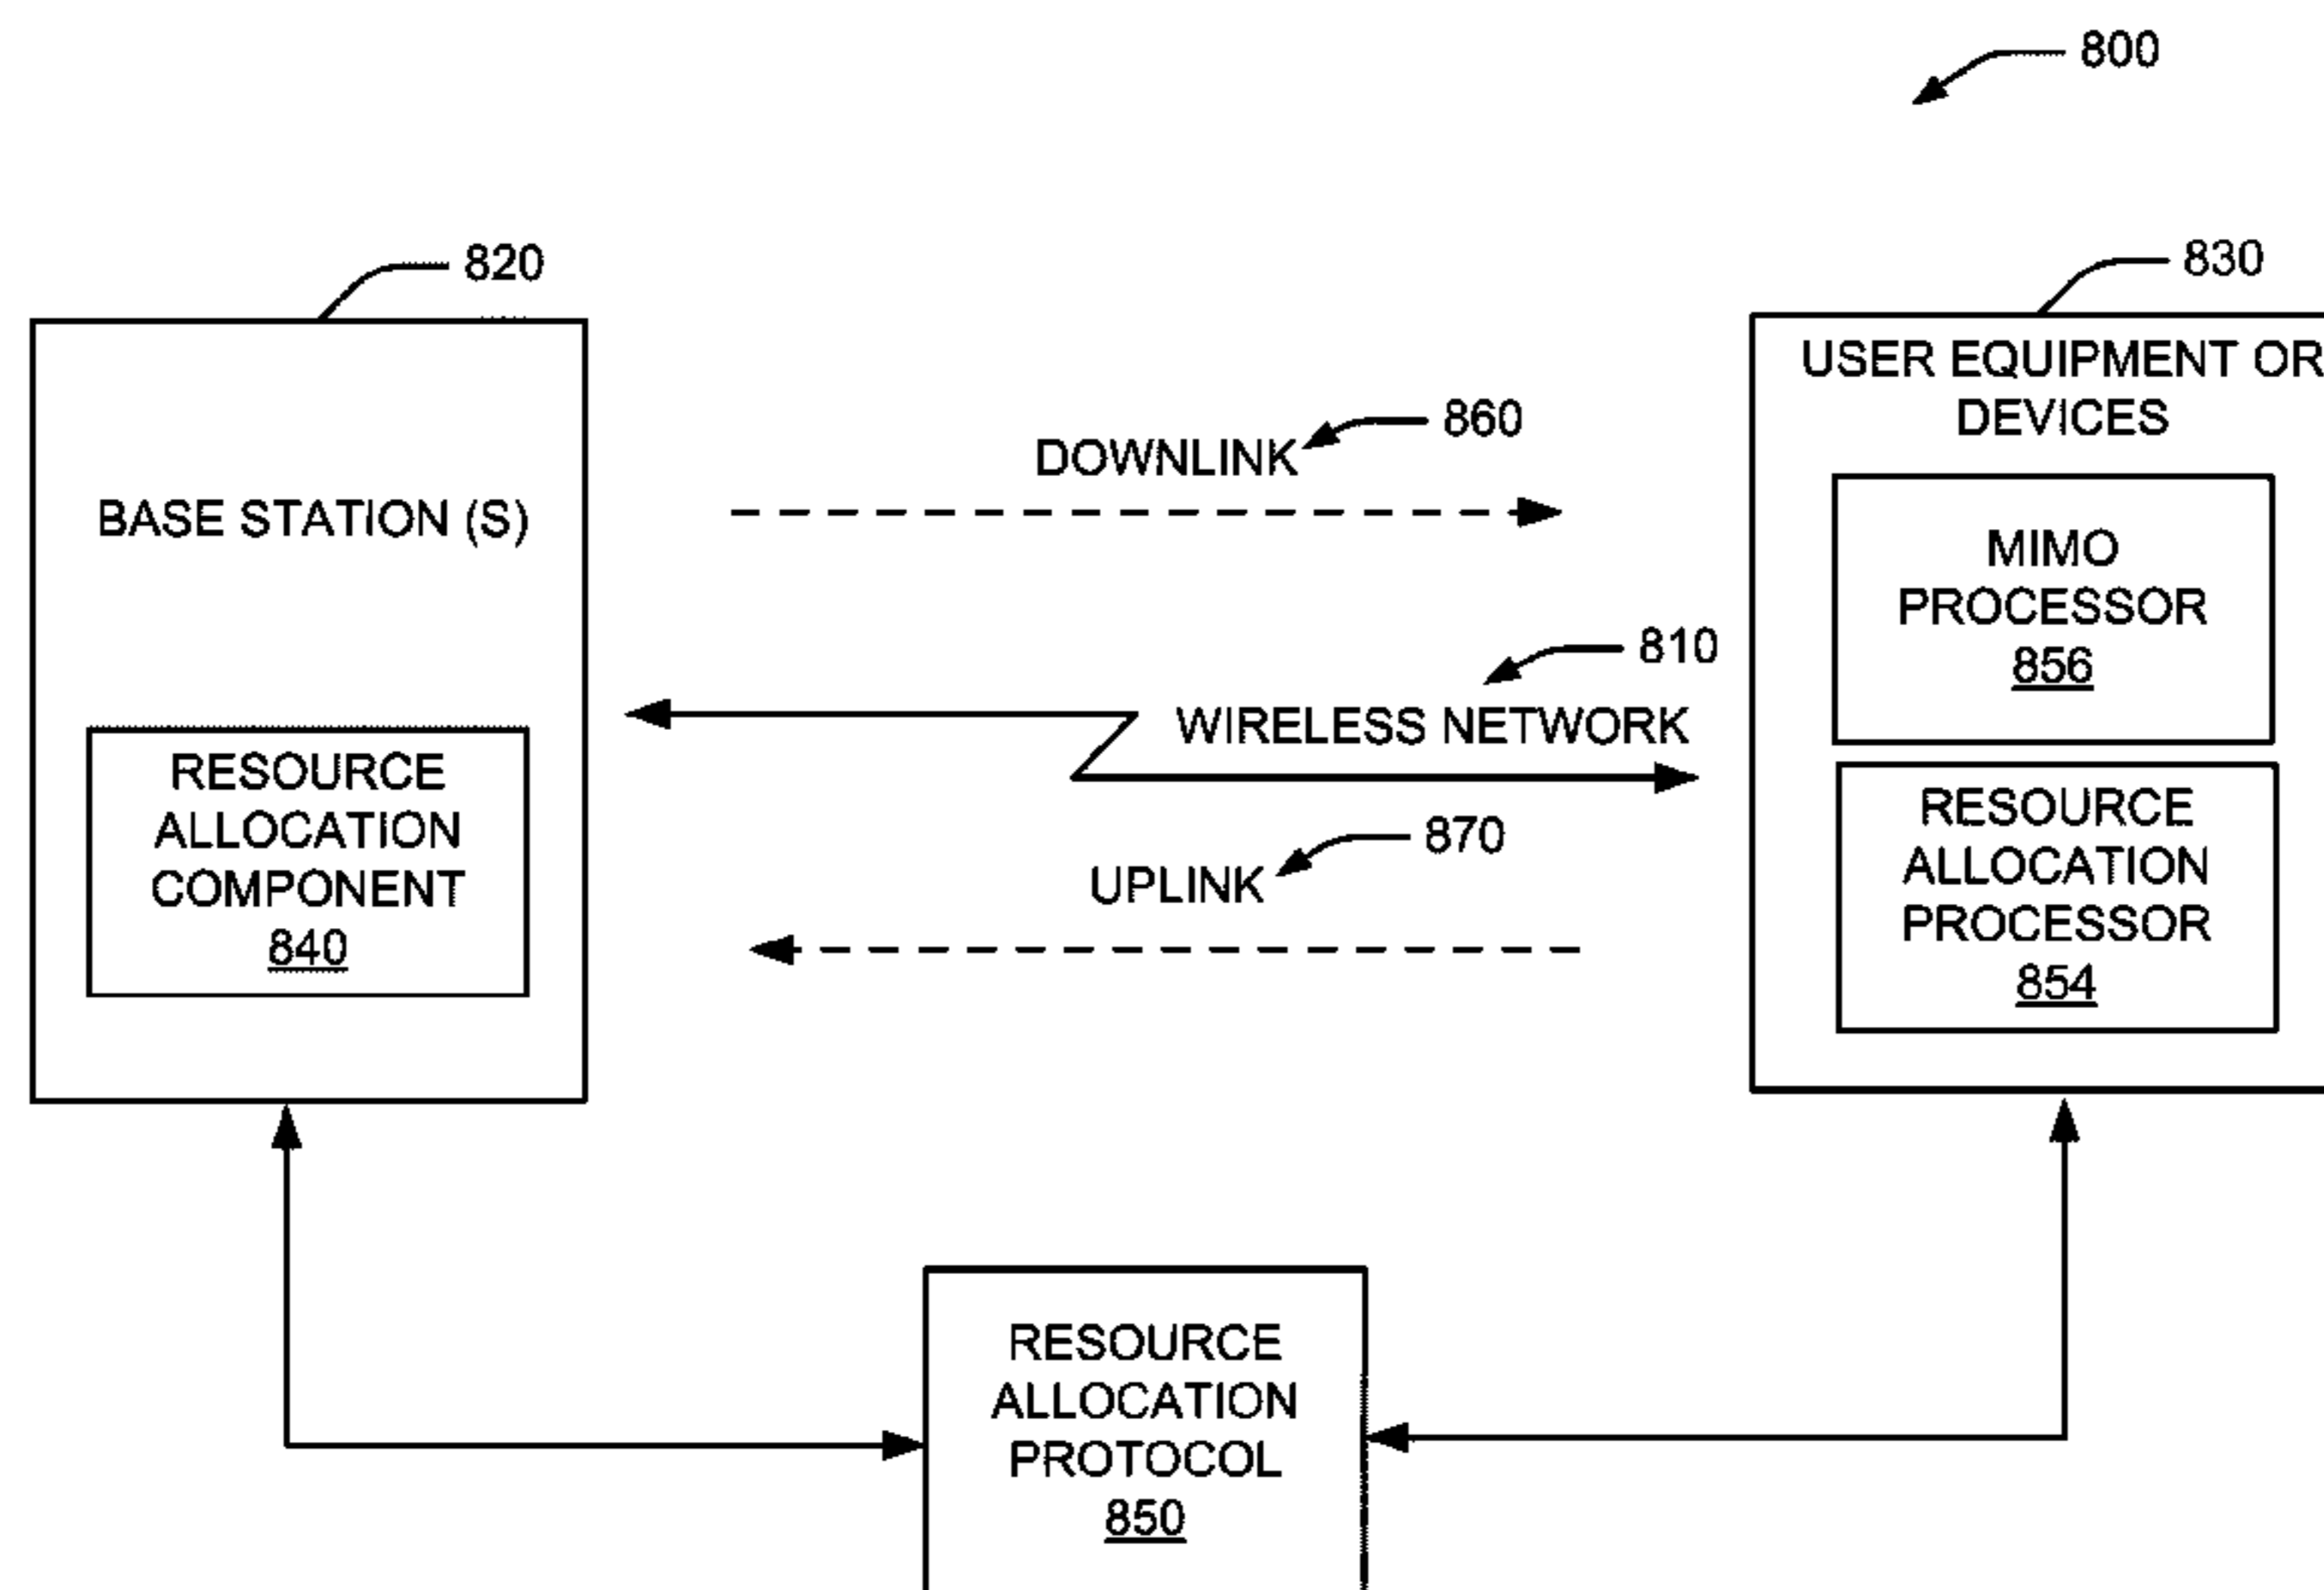 800
820
830
USER EQUIPMENT OR
DEVICES
860
DOWNLINK
BASE STATION (S)
MIMO
PROCESSOR
856
810
WIRELESS NETWORK
RESOURCE
ALLOCATION
COMPONENT
840
RESOURCE
ALLOCATION
PROCESSOR
854
870
UPLINK
RESOURCE
ALLOCATION
PROTOCOL
850